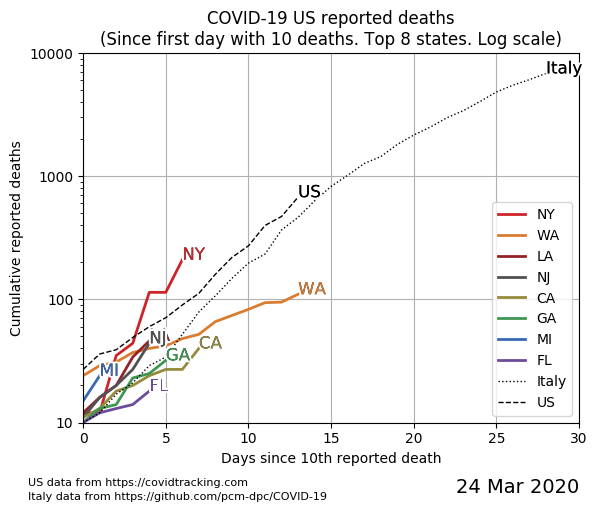 COVID-19 US reported deaths
(Since first day with 10 deaths. Top 8 states. Log scale)
10000
1000
100
10
Cumulative reported deaths
Italy
US
NY
WA
NJ
CA
GA
MI
FL
NY
WA
LA
NJ
CA
GA
MI
FL
Italy
US
0 5 10 15 20 25 30
Days since 10th reported death
US data from https://covidtracking.com
Italy data from https://github.com/pcm-dpc/COVID-19
24 Mar 2020